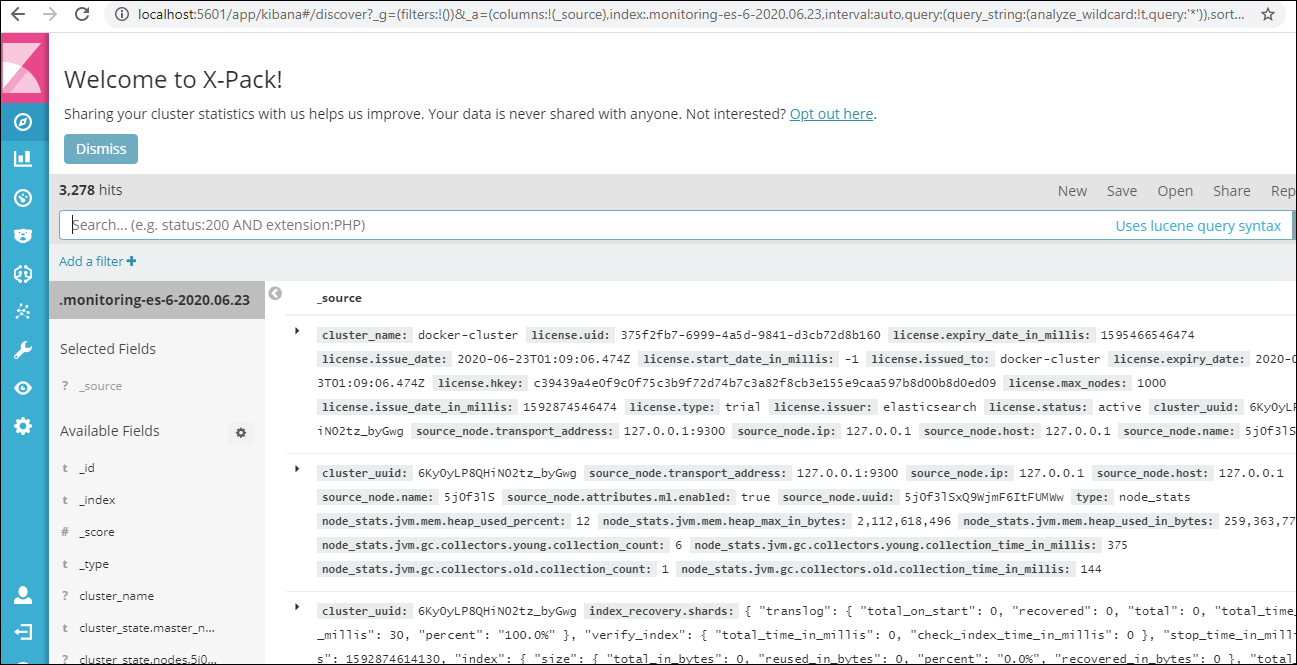 localhost:5601/app/kibana#/discover?_g=(filters:!())&_a=(columns:!(_source),index:.monitoring-es-6-2020.06.23,interval:auto,query:(query_string:(analyze_wildcard:!t,query:'*')),sort...
Welcome to X-Pack!
Sharing your cluster statistics with us helps us improve. Your data is never shared with anyone. Not interested? Opt out here.
Dismiss
3,278 hits
New Save Open Share Rep
Search... (e.g. status:200 AND extension:PHP) Uses lucene query syntax
Add a filter +
.monitoring-es-6-2020.06.23
Selected Fields
? _source
Available Fields
t _id
t _index
# _score
t _type
? cluster_name
t cluster_state.master_n...
? cluster_state.nodes.5j0...
_source
cluster_name: docker-cluster license.uid: 375f2fb7-6999-4a5d-9841-d3cb72d8b160 license.expiry_date_in_millis: 1595466546474
license.issue_date: 2020-06-23T01:09:06.474Z license.start_date_in_millis: -1 license.issued_to: docker-cluster license.expiry_date: 2020-0
3T01:09:06.474Z license.hkey: c39439a4e0f9c0f75c3b9f72d74b7c3a82f8cb3e155e9caa597b8d00b8d0ed09 license.max_nodes: 1000
license.issue_date_in_millis: 1592874546474 license.type: trial license.issuer: elasticsearch license.status: active cluster_uuid: 6KyOyLP
iNO2tz_byGwg source_node.transport_address: 127.0.0.1:9300 source_node.ip: 127.0.0.1 source_node.host: 127.0.0.1 source_node.name: 5jOf3lS
cluster_uuid: 6KyOyLP8QHiNO2tz_byGwg source_node.transport_address: 127.0.0.1:9300 source_node.ip: 127.0.0.1 source_node.host: 127.0.0.1
source_node.name: 5jOf3lS source_node.attributes.ml.enabled: true source_node.uuid: 5jOf3lSxQ9WjmF6ItFUMWw type: node_stats
node_stats.jvm.mem.heap_used_percent: 12 node_stats.jvm.mem.heap_max_in_bytes: 2,112,618,496 node_stats.jvm.mem.heap_used_in_bytes: 259,363,77
node_stats.jvm.gc.collectors.young.collection_count: 6 node_stats.jvm.gc.collectors.young.collection_time_in_millis: 375
node_stats.jvm.gc.collectors.old.collection_count: 1 node_stats.jvm.gc.collectors.old.collection_time_in_millis: 144
cluster_uuid: 6KyOyLP8QHiNO2tz_byGwg index_recovery.shards: { "translog": { "total_on_start": 0, "recovered": 0, "total": 0, "total_time_
_millis": 30, "percent": "100.0%" }, "verify_index": { "total_time_in_millis": 0, "check_index_time_in_millis": 0 }, "stop_time_in_mill
s": 1592874614130, "index": { "size": { "total_in_bytes": 0, "reused_in_bytes": 0, "percent": "0.0%", "recovered_in_bytes": 0 }, "total